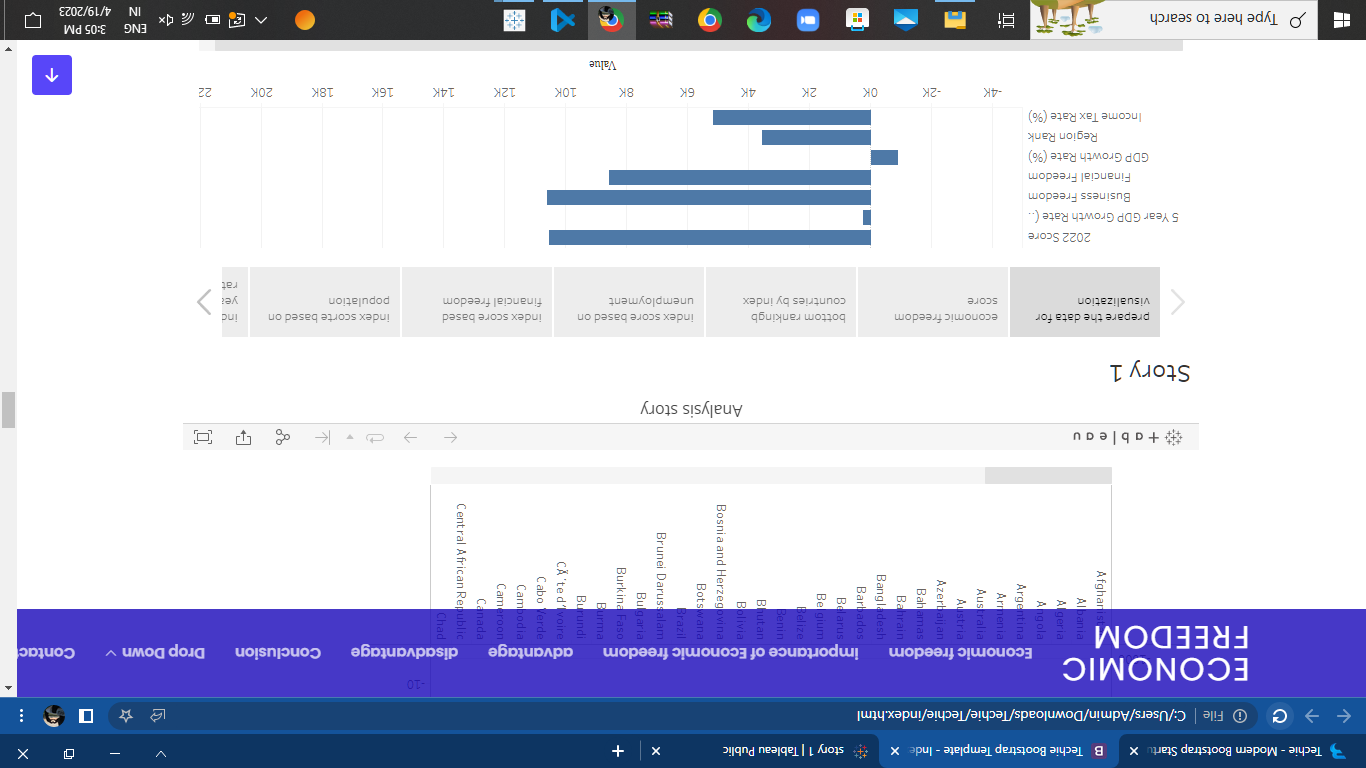 Techie - Modern Bootstrap Startu
Techie Bootstrap Template - Inde
story 1 | Tableau Public
File
C:/Users/Admin/Downloads/Techie/Techie/index.html
ECONOMIC
FREEDOM
Economic freedom
importance of Economic freedom
advantage
disadvantage
Conclusion
Drop Down
Contact
-10
Afghanist
Albania
Algeria
Angola
Argentina
Armenia
Australia
Austria
Azerbaijan
Bahamas
Bahrain
Bangladesh
Barbados
Belarus
Belgium
Belice
Benin
Bhutan
Bolivia
Bosnia and Herzegpvina
Botswana
Brazil
Brunei Darussalam
Bulgaria
Burkina Faso
Burma
Burundi
CÃ´te d'Ivoire
Cabo Verde
Cambodia
Cameroon
Canada
Central African Republic
Chad
+ableau
Analysis story
Story 1
prepare the data for
visualization
economic freedom
score
bottom rankingb
countries by index
index score based on
unemployment
index score based
financial freedom
index scorte based on
population
ind
yea
rat
2022 Score
5 Year GDP Growth Rate (..
Business Freedom
Financial Freedom
GDP Growth Rate (%)
Region Rank
Income Tax Rate (%)
-4K
-2K
0K
2K
4K
6K
8K
10K
12K
14K
16K
18K
20K
22
Value
Type here to search
ENG
IN
3:05 PM
4/19/2023